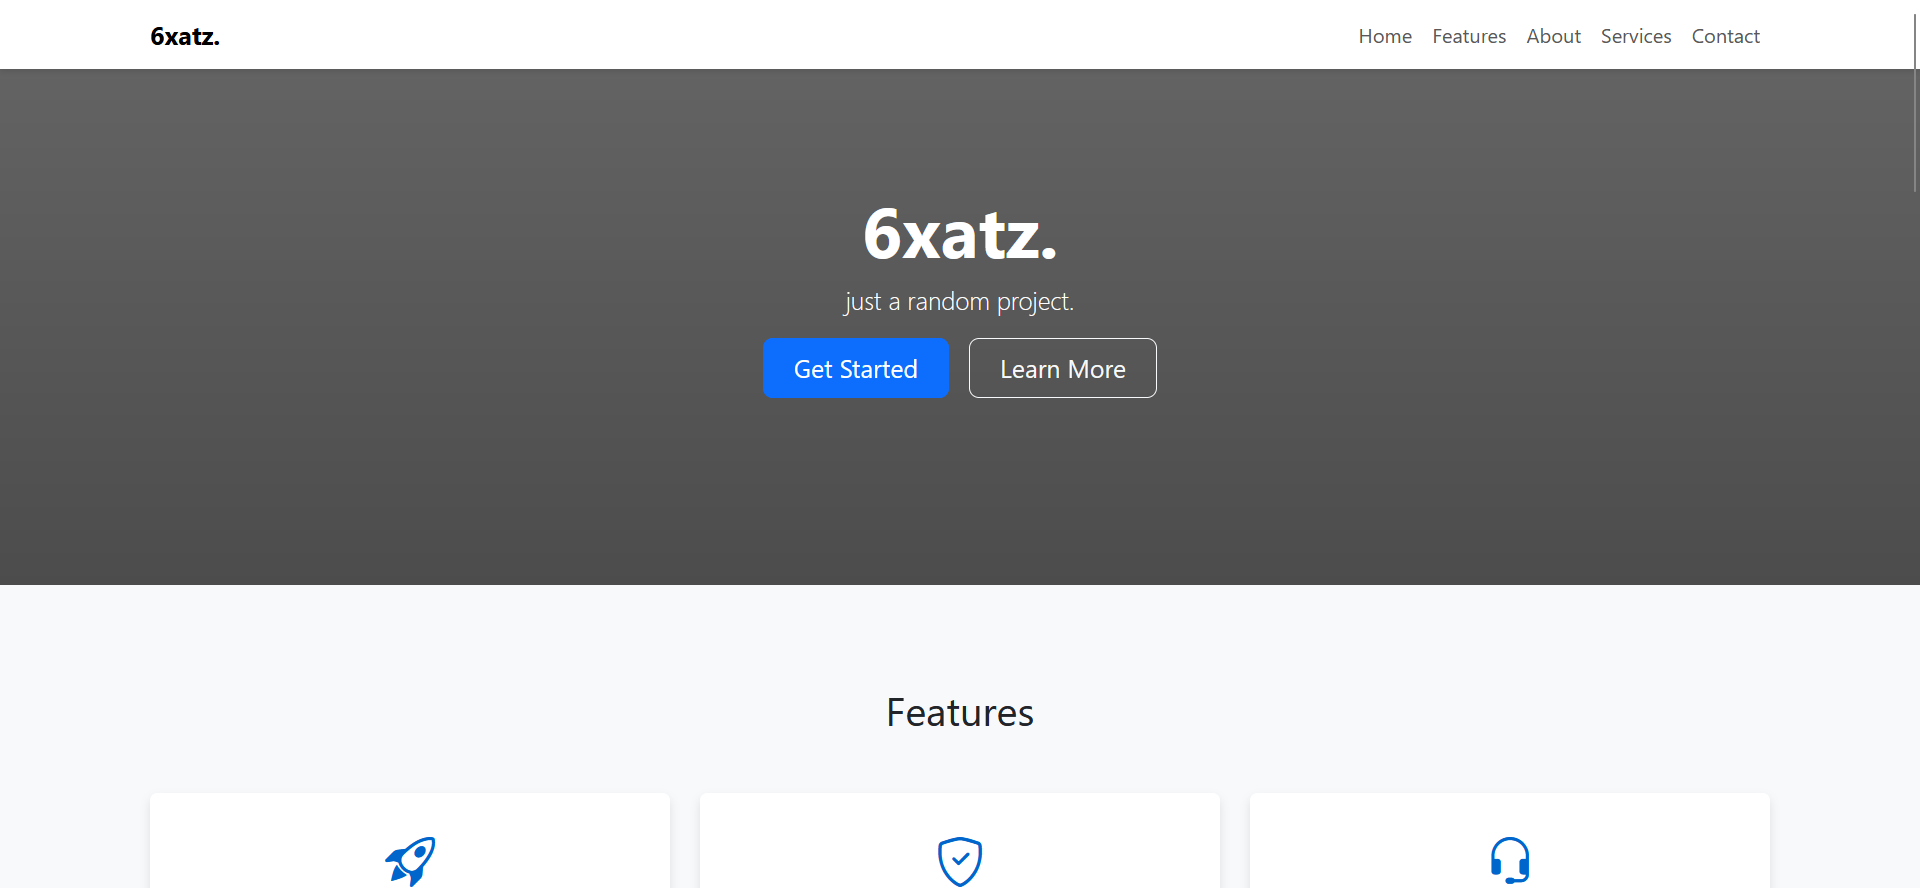 6xatz.
Home Features About Services Contact
6xatz.
just a random project.
Get Started Learn More
Features